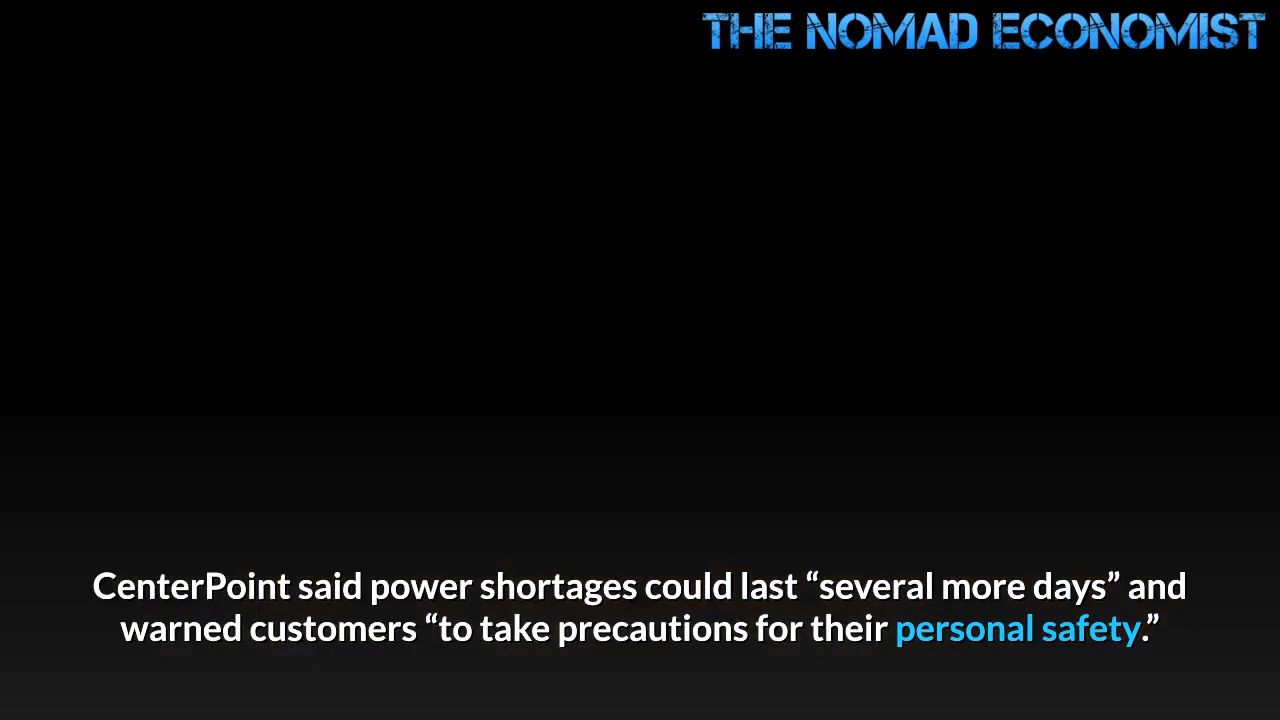 THE NOMAD ECONOMIST
CenterPoint said power shortages could last “several more days” and
warned customers “to take precautions for their personal safety.”